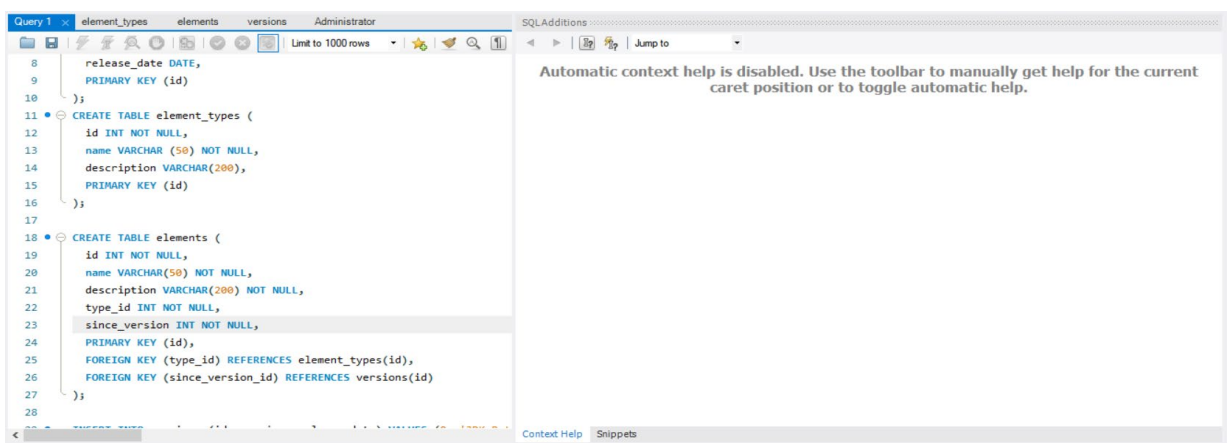 Query 1 element_types elements versions Administrator
Limit to 1000 rows
8 release_date DATE,
9 PRIMARY KEY (id)
10 );
11 CREATE TABLE element_types (
12 id INT NOT NULL,
13 name VARCHAR (50) NOT NULL,
14 description VARCHAR(200),
15 PRIMARY KEY (id)
16 );
17
18 CREATE TABLE elements (
19 id INT NOT NULL,
20 name VARCHAR(50) NOT NULL,
21 description VARCHAR(200) NOT NULL,
22 type_id INT NOT NULL,
23 since_version INT NOT NULL,
24 PRIMARY KEY (id),
25 FOREIGN KEY (type_id) REFERENCES element_types(id),
26 FOREIGN KEY (since_version_id) REFERENCES versions(id)
27 );
28
SQLAdditions
Jump to
Automatic context help is disabled. Use the toolbar to manually get help for the current
caret position or to toggle automatic help.
Context Help Snippets